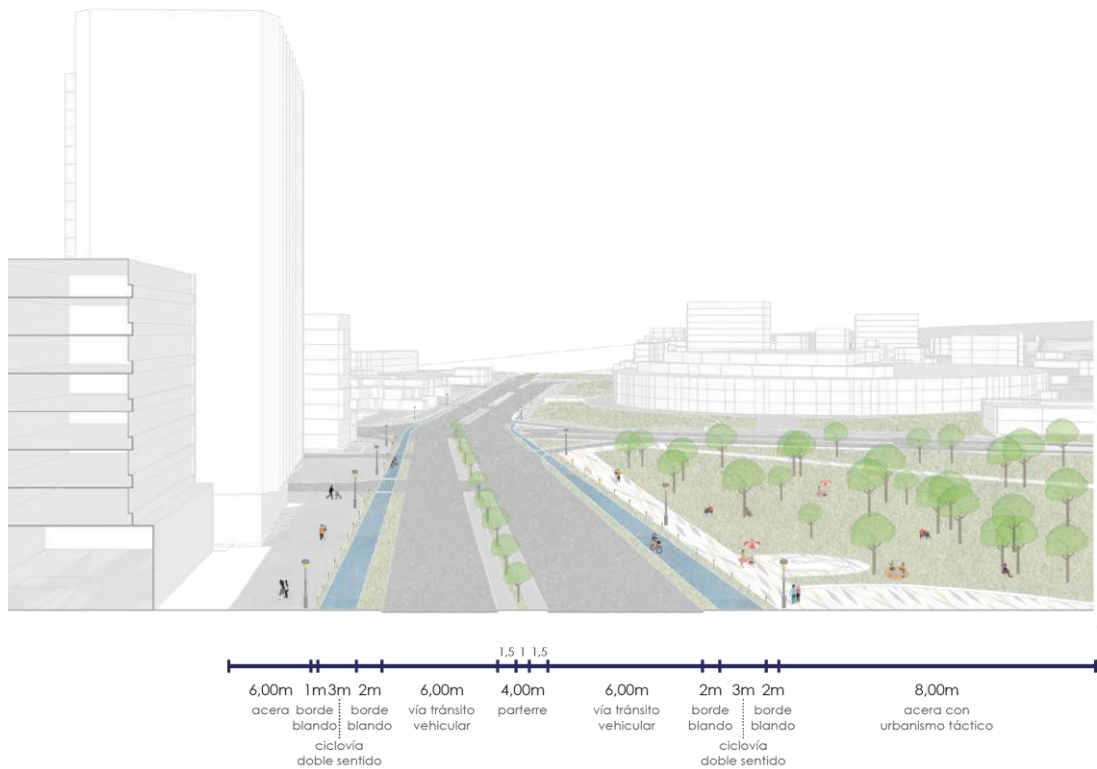 1,5 1 1,5
6,00m 1m 3m 2m 6,00m 4,00m 6,00m 2m 3m 2m 8,00m
acera borde borde vía tránsito parterre vía tránsito borde borde acera con
blando blando vehicular vehicular blando blando urbanismo táctico
ciclovía ciclovía
doble sentido doble sentido